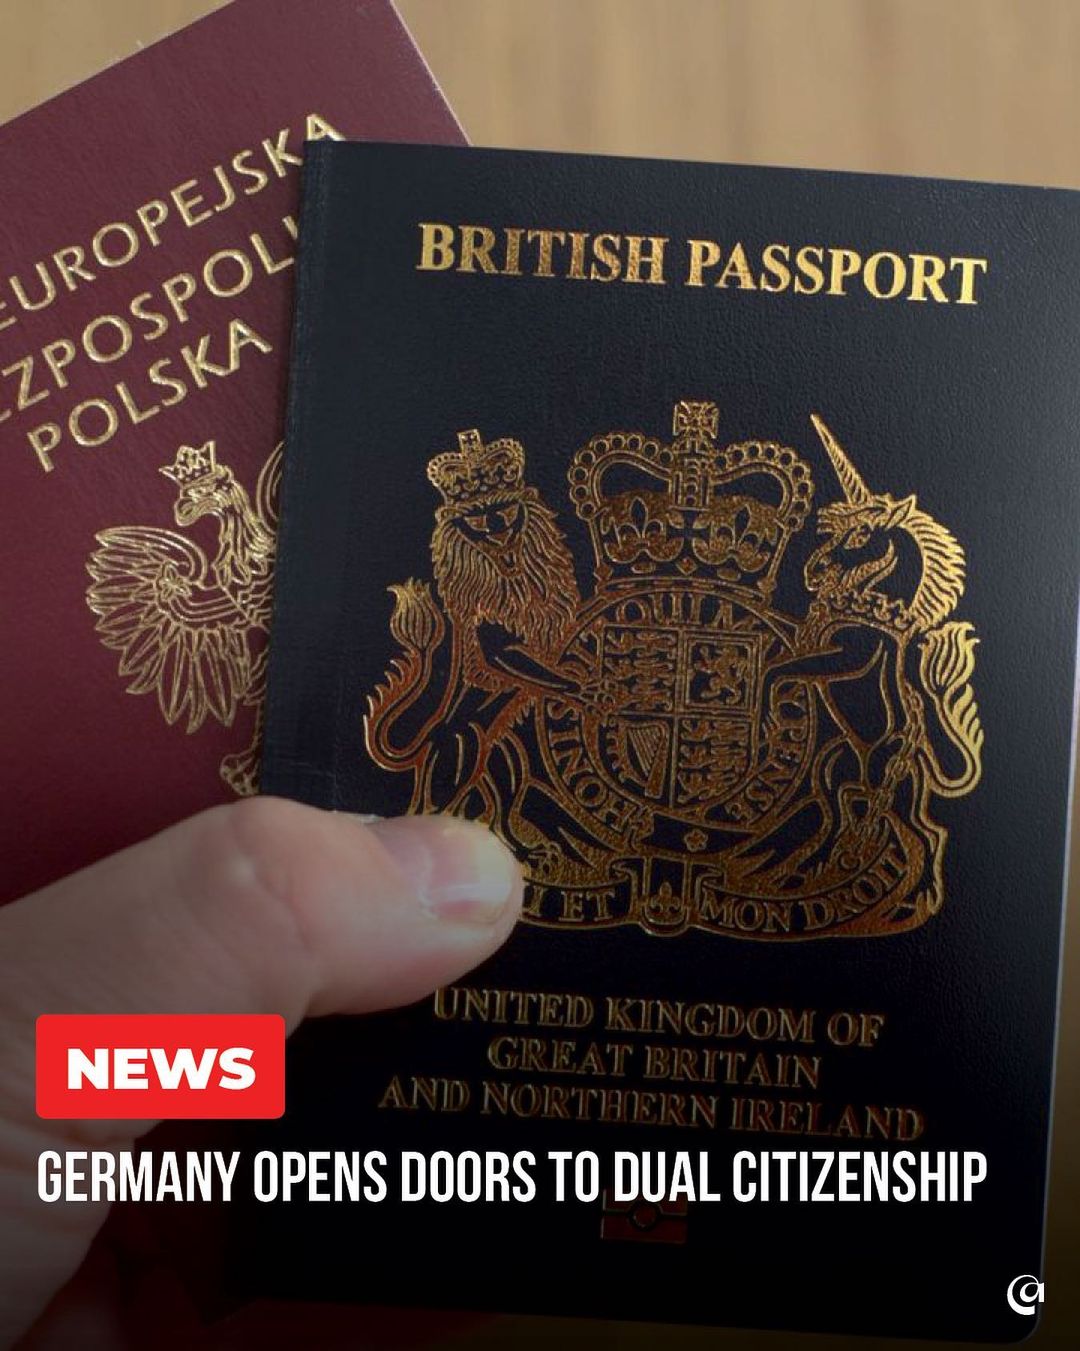 EUROPEJSKA
POLSKA
BRITISH PASSPORT
ET
MON DROIT
UNITED KINGDOM OF
GREAT BRITAIN
AND NORTHERN IRELAND
NEWS
GERMANY OPENS DOORS TO DUAL CITIZENSHIP